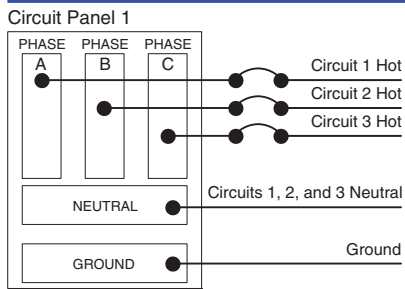 Circuit Panel 1
PHASE PHASE PHASE
A B C
Circuit 1 Hot
Circuit 2 Hot
Circuit 3 Hot
NEUTRAL
Circuits 1, 2, and 3 Neutral
GROUND
Ground